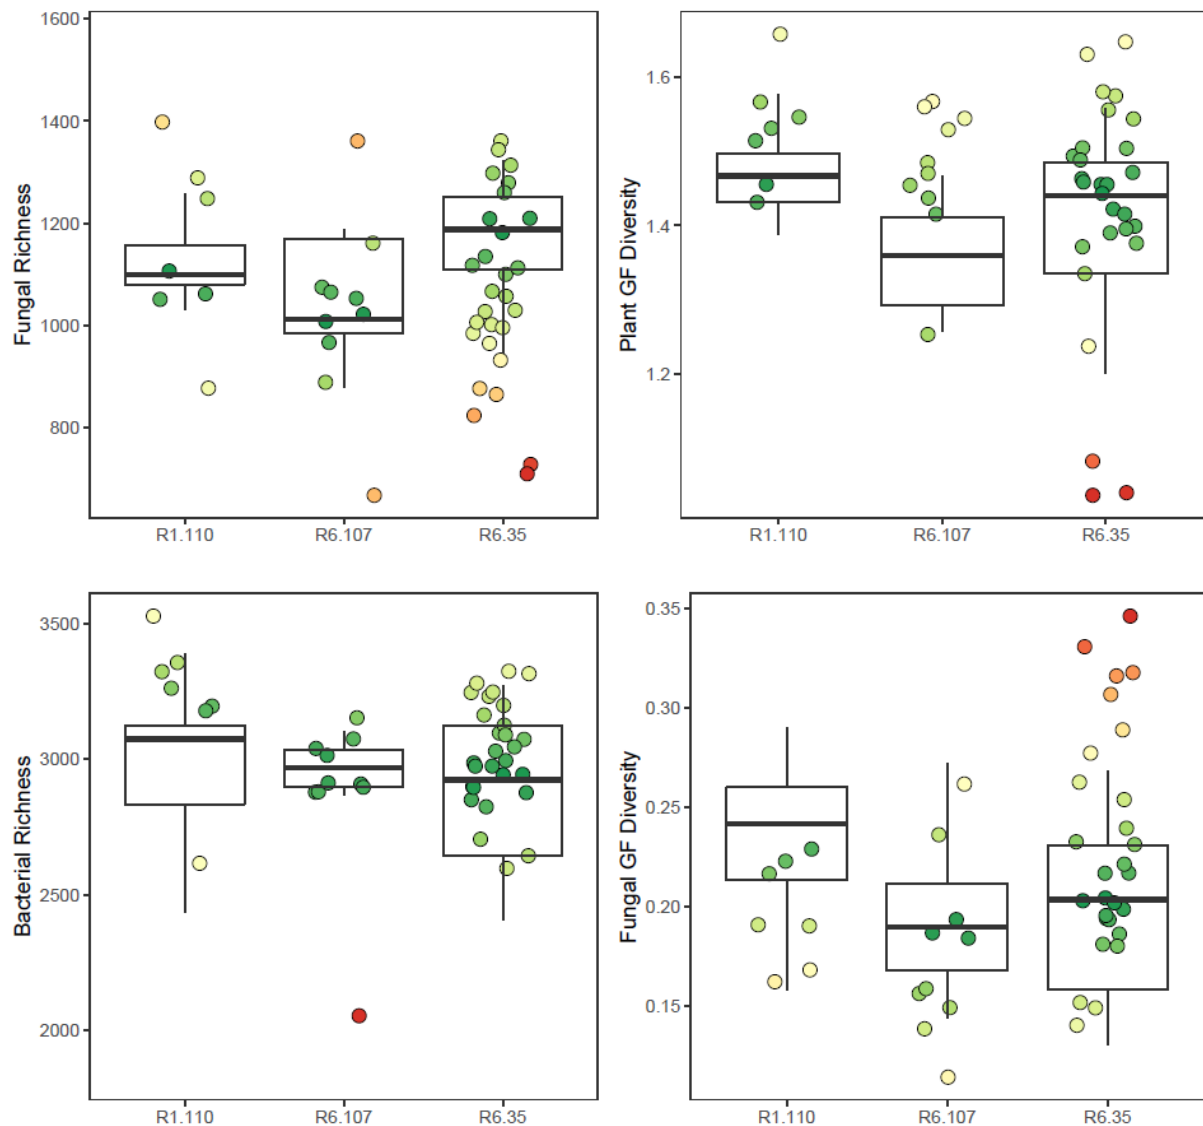 Fungal Richness
1600
1400
1200
1000
800
R1.110 R6.107 R6.35
Plant GF Diversity
1.6
1.4
1.2
R1.110 R6.107 R6.35
Bacterial Richness
3500
3000
2500
2000
R1.110 R6.107 R6.35
Fungal GF Diversity
0.35
0.30
0.25
0.20
0.15
R1.110 R6.107 R6.35